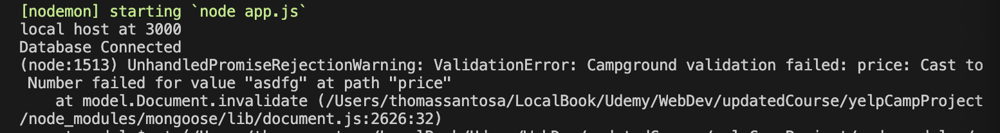 [nodemon] starting `node app.js`
local host at 3000
Database Connected
(node:1513) UnhandledPromiseRejectionWarning: ValidationError: Campground validation failed: price: Cast to
Number failed for value "asdfg" at path "price"
at model.Document.invalidate (/Users/thomassantosa/LocalBook/Udemy/WebDev/updatedCourse/yelpCampProject
/node_modules/mongoose/lib/document.js:2626:32)